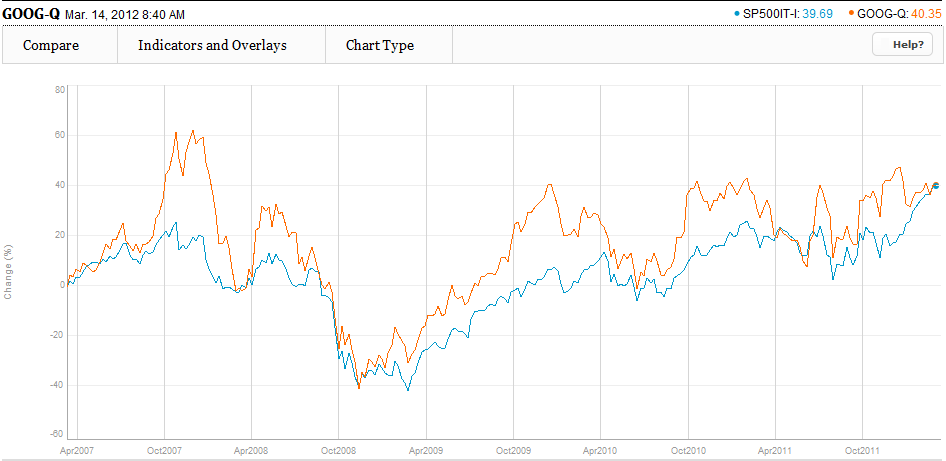 GOOG-Q Mar. 14, 2012 8:40 AM SP500IT-I: 39.69 GOOG-Q: 40.35
Compare Indicators and Overlays Chart Type Help?
80
60
40
20
0
-20
-40
-60
Change (%)
Apr2007 Oct2007 Apr2008 Oct2008 Apr2009 Oct2009 Apr2010 Oct2010 Apr2011 Oct2011